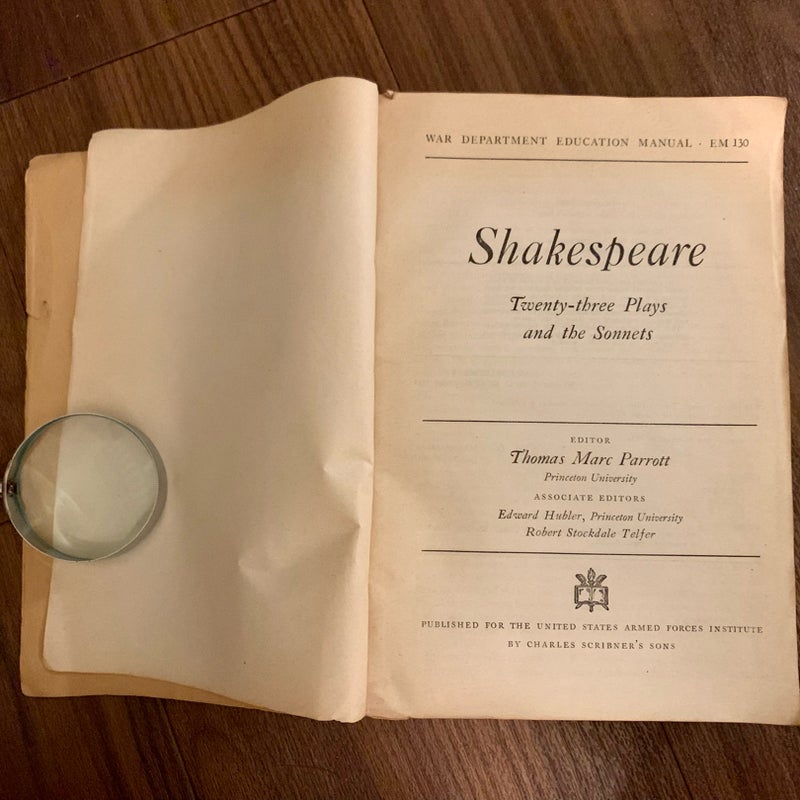 WAR DEPARTMENT EDUCATION MANUAL · EM 130
Shakespeare
Twenty-three Plays
and the Sonnets
EDITOR
Thomas Marc Parrott
Princeton University
ASSOCIATE EDITORS
Edward Hubler, Princeton University
Robert Stockdale Telfer
PUBLISHED FOR THE UNITED STATES ARMED FORCES INSTITUTE
BY CHARLES SCRIBNER'S SONS